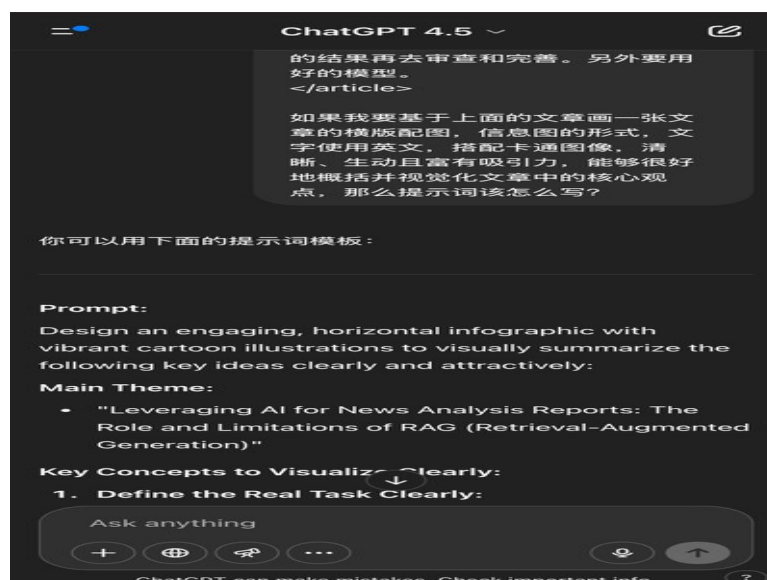 ChatGPT 4.5
的结果再去审查和完善。另外要用
好的模型。
</article>
如果我要基于上面的文章画一张文
章的横版配图，信息图的形式，文
字使用英文，搭配卡通图像，清
晰、生动且富有吸引力，能够很好
地概括并视觉化文章中的核心观
点，那么提示词该怎么写？
你可以用下面的提示词模板：
Prompt:
Design an engaging, horizontal infographic with
vibrant cartoon illustrations to visually summarize the
following key ideas clearly and attractively:
Main Theme:
• "Leveraging AI for News Analysis Reports: The
Role and Limitations of RAG (Retrieval-Augmented
Generation)"
Key Concepts to Visualize Clearly:
1. Define the Real Task Clearly:
Ask anything
ChatGPT can make mistakes. Check important info.
?